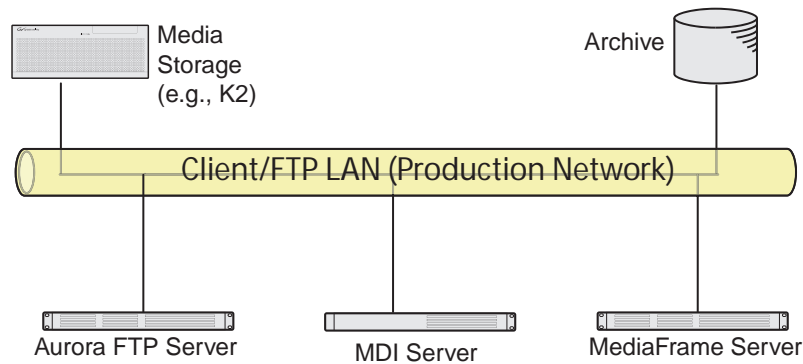 Media
Storage
(e.g., K2)
Archive
Client/FTP LAN (Production Network)
Aurora FTP Server
MDI Server
MediaFrame Server